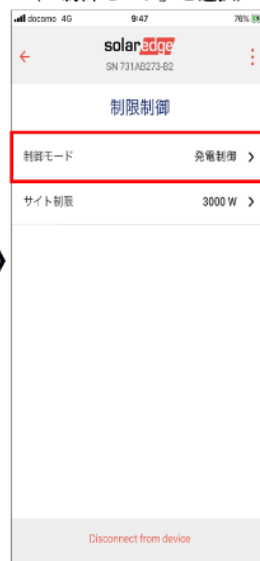 docomo 4G 9:47 76%
solaredge
SN 731AB273-B2
制限制御
制御モード 発電制御
サイト制限 3000 W
Disconnect from device